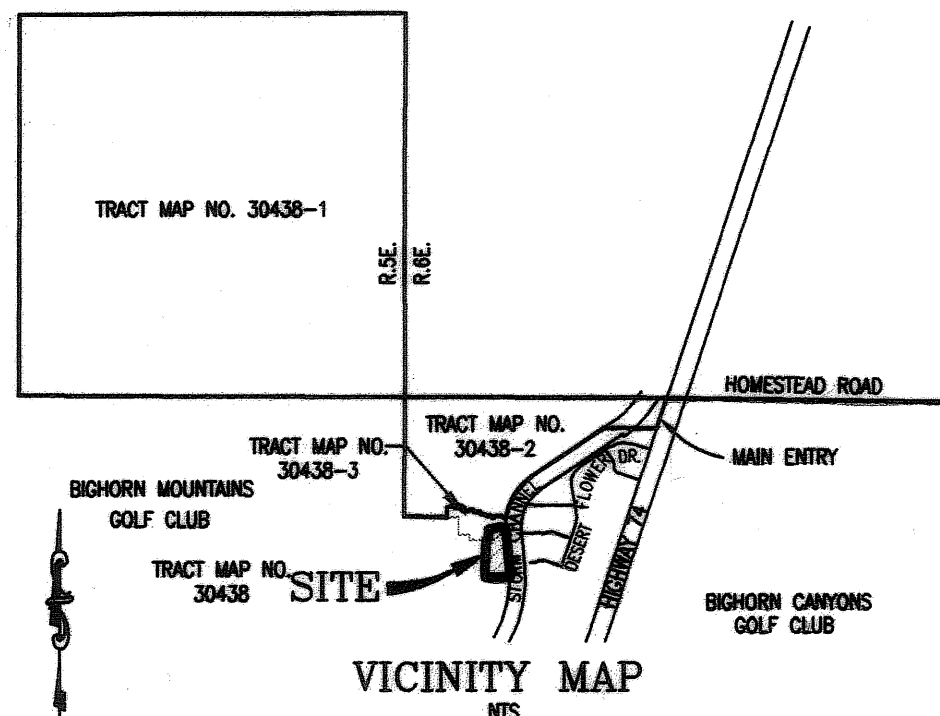 TRACT MAP NO. 30438-1
R.5E.
R.6E.
HOMESTEAD ROAD
TRACT MAP NO.
30438-2
TRACT MAP NO.
30438-3
MAIN ENTRY
BIGHORN MOUNTAINS
GOLF CLUB
STORM CHANNEL
DESERT FLOWER DR.
HIGHWAY 74
TRACT MAP NO.
30438
SITE
BIGHORN CANYONS
GOLF CLUB
VICINITY MAP
NTS